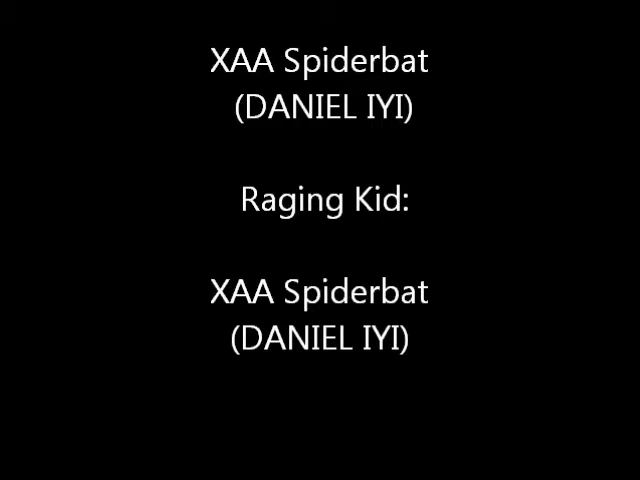 XAA Spiderbat
(DANIEL IYI)
Raging Kid:
XAA Spiderbat
(DANIEL IYI)